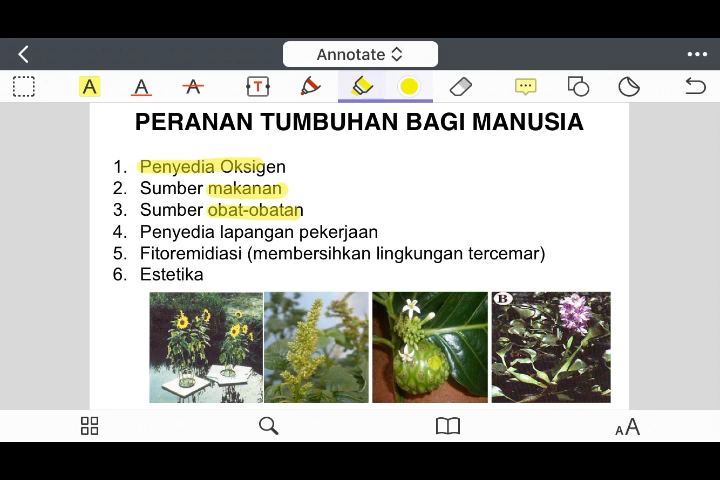 Annotate
A A A T
PERANAN TUMBUHAN BAGI MANUSIA
1. Penyedia Oksigen
2. Sumber makanan
3. Sumber obat-obatan
4. Penyedia lapangan pekerjaan
5. Fitoremidiasi (membersihkan lingkungan tercemar)
6. Estetika
B
AA